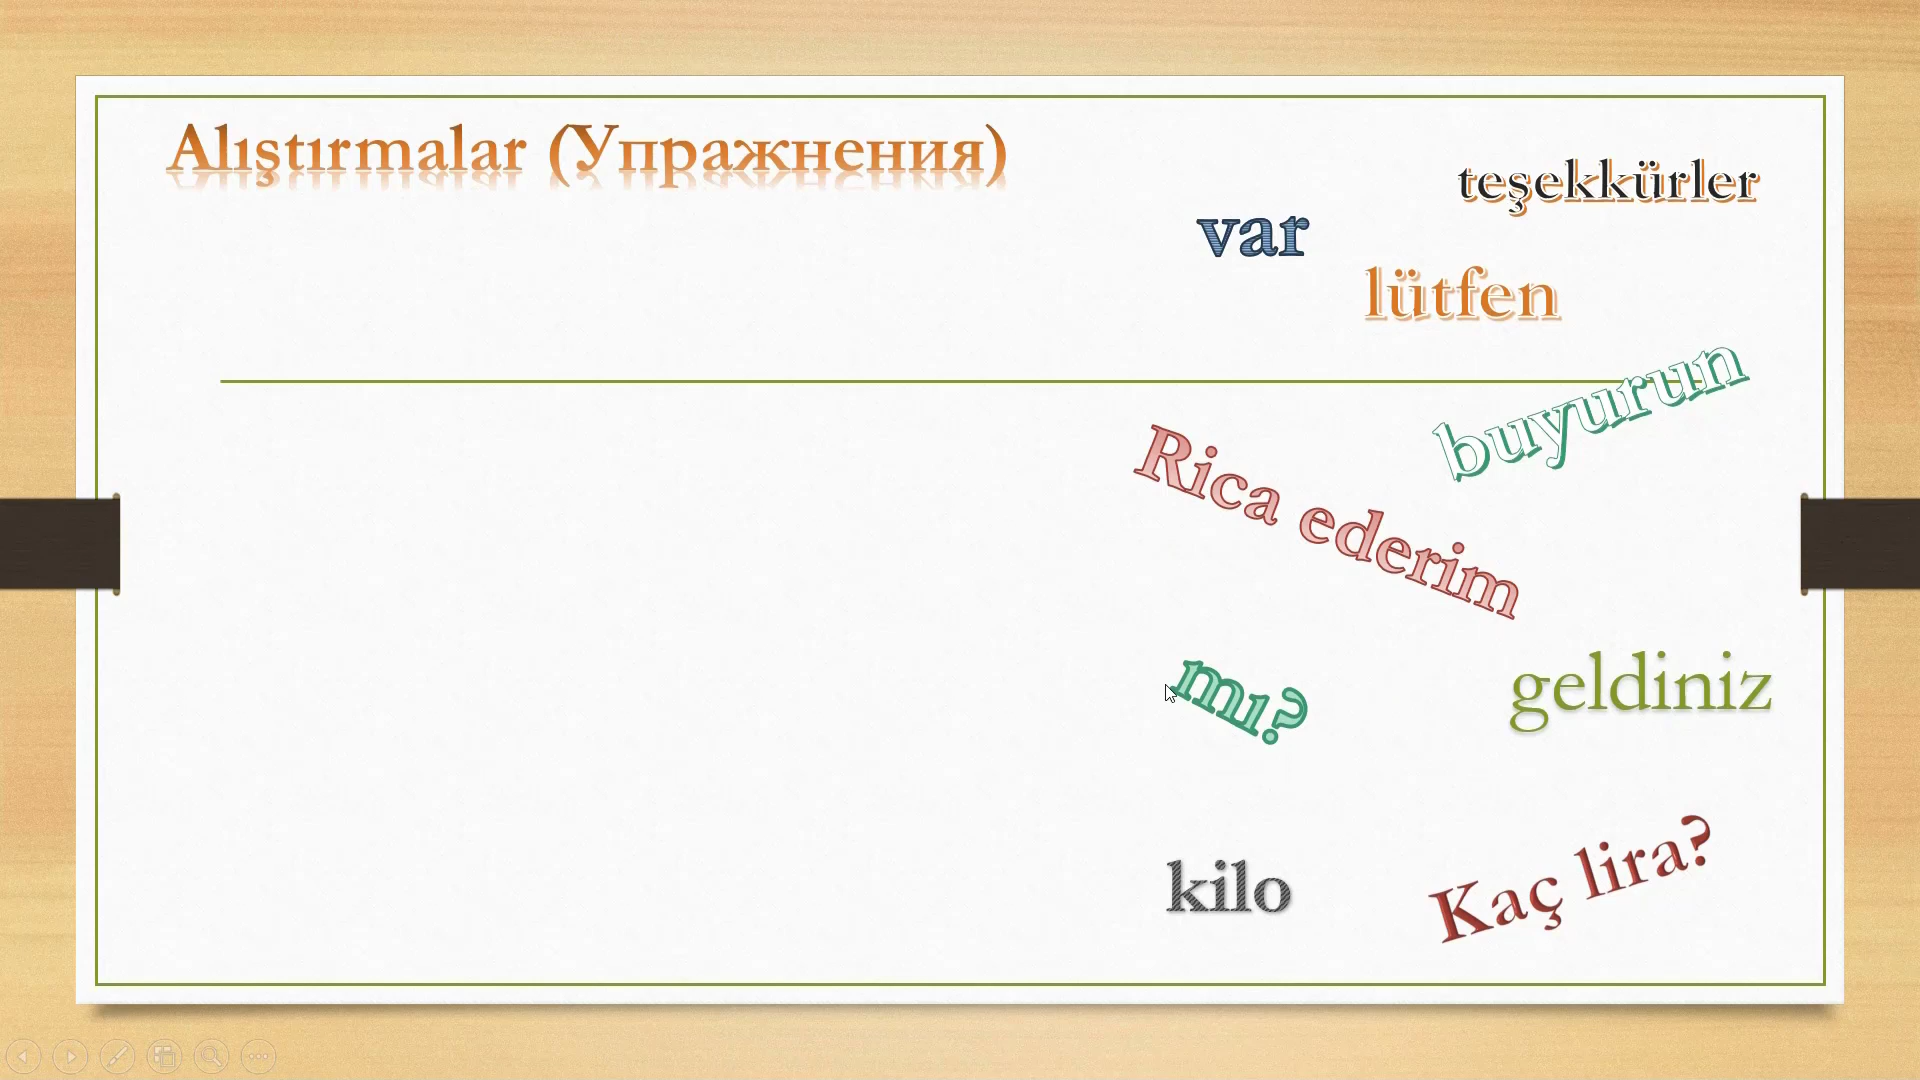 Alıştırmalar (Упражнения)
teşekkürler
var
lütfen
buyurun
Rica ederim
mı?
geldiniz
kilo
Kaç lira?